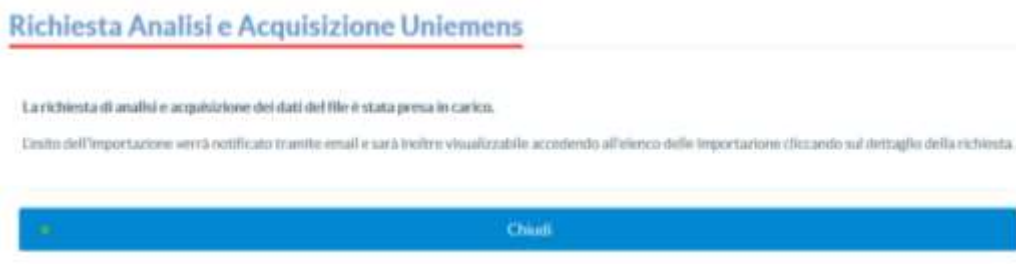 Richiesta Analisi e Acquisizione Uniemens
La richiesta di analisi e acquisizione dei dati del file è stata presa in carico.
L'esito dell'importazione verrà notificato tramite email e sarà inoltre visualizzabile accedendo all'elenco delle importazione cliccando sul dettaglio della richiesta.
Chiudi